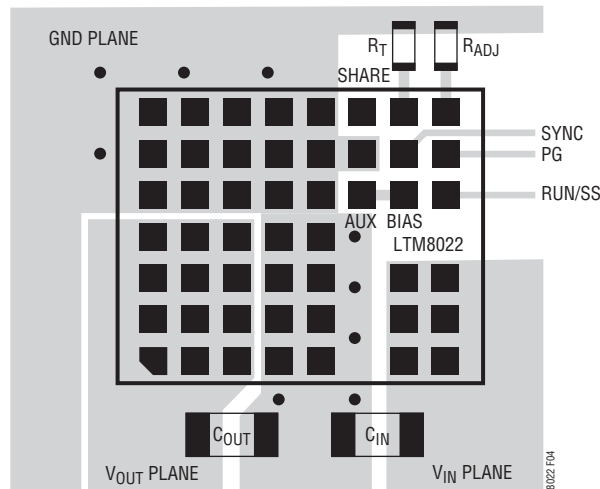 GND PLANE
RT
RADJ
SHARE
SYNC
PG
RUN/SS
AUX BIAS
LTM8022
COUT
CIN
VOUT PLANE
VIN PLANE
8022 F04